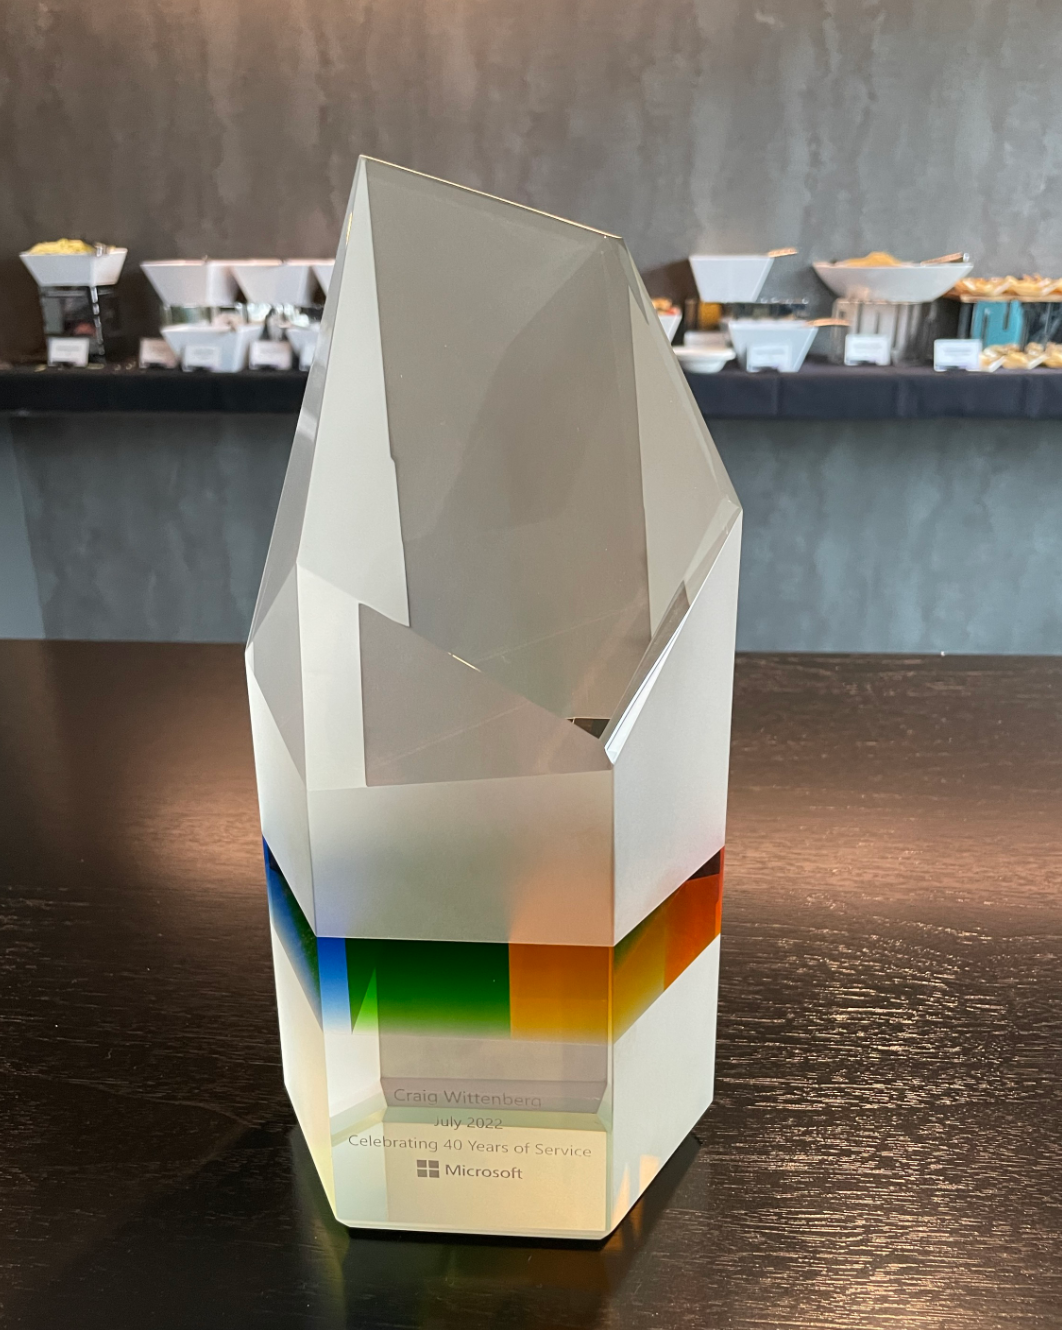 Craig Wittenberg
July 2022
Celebrating 40 Years of Service
Microsoft